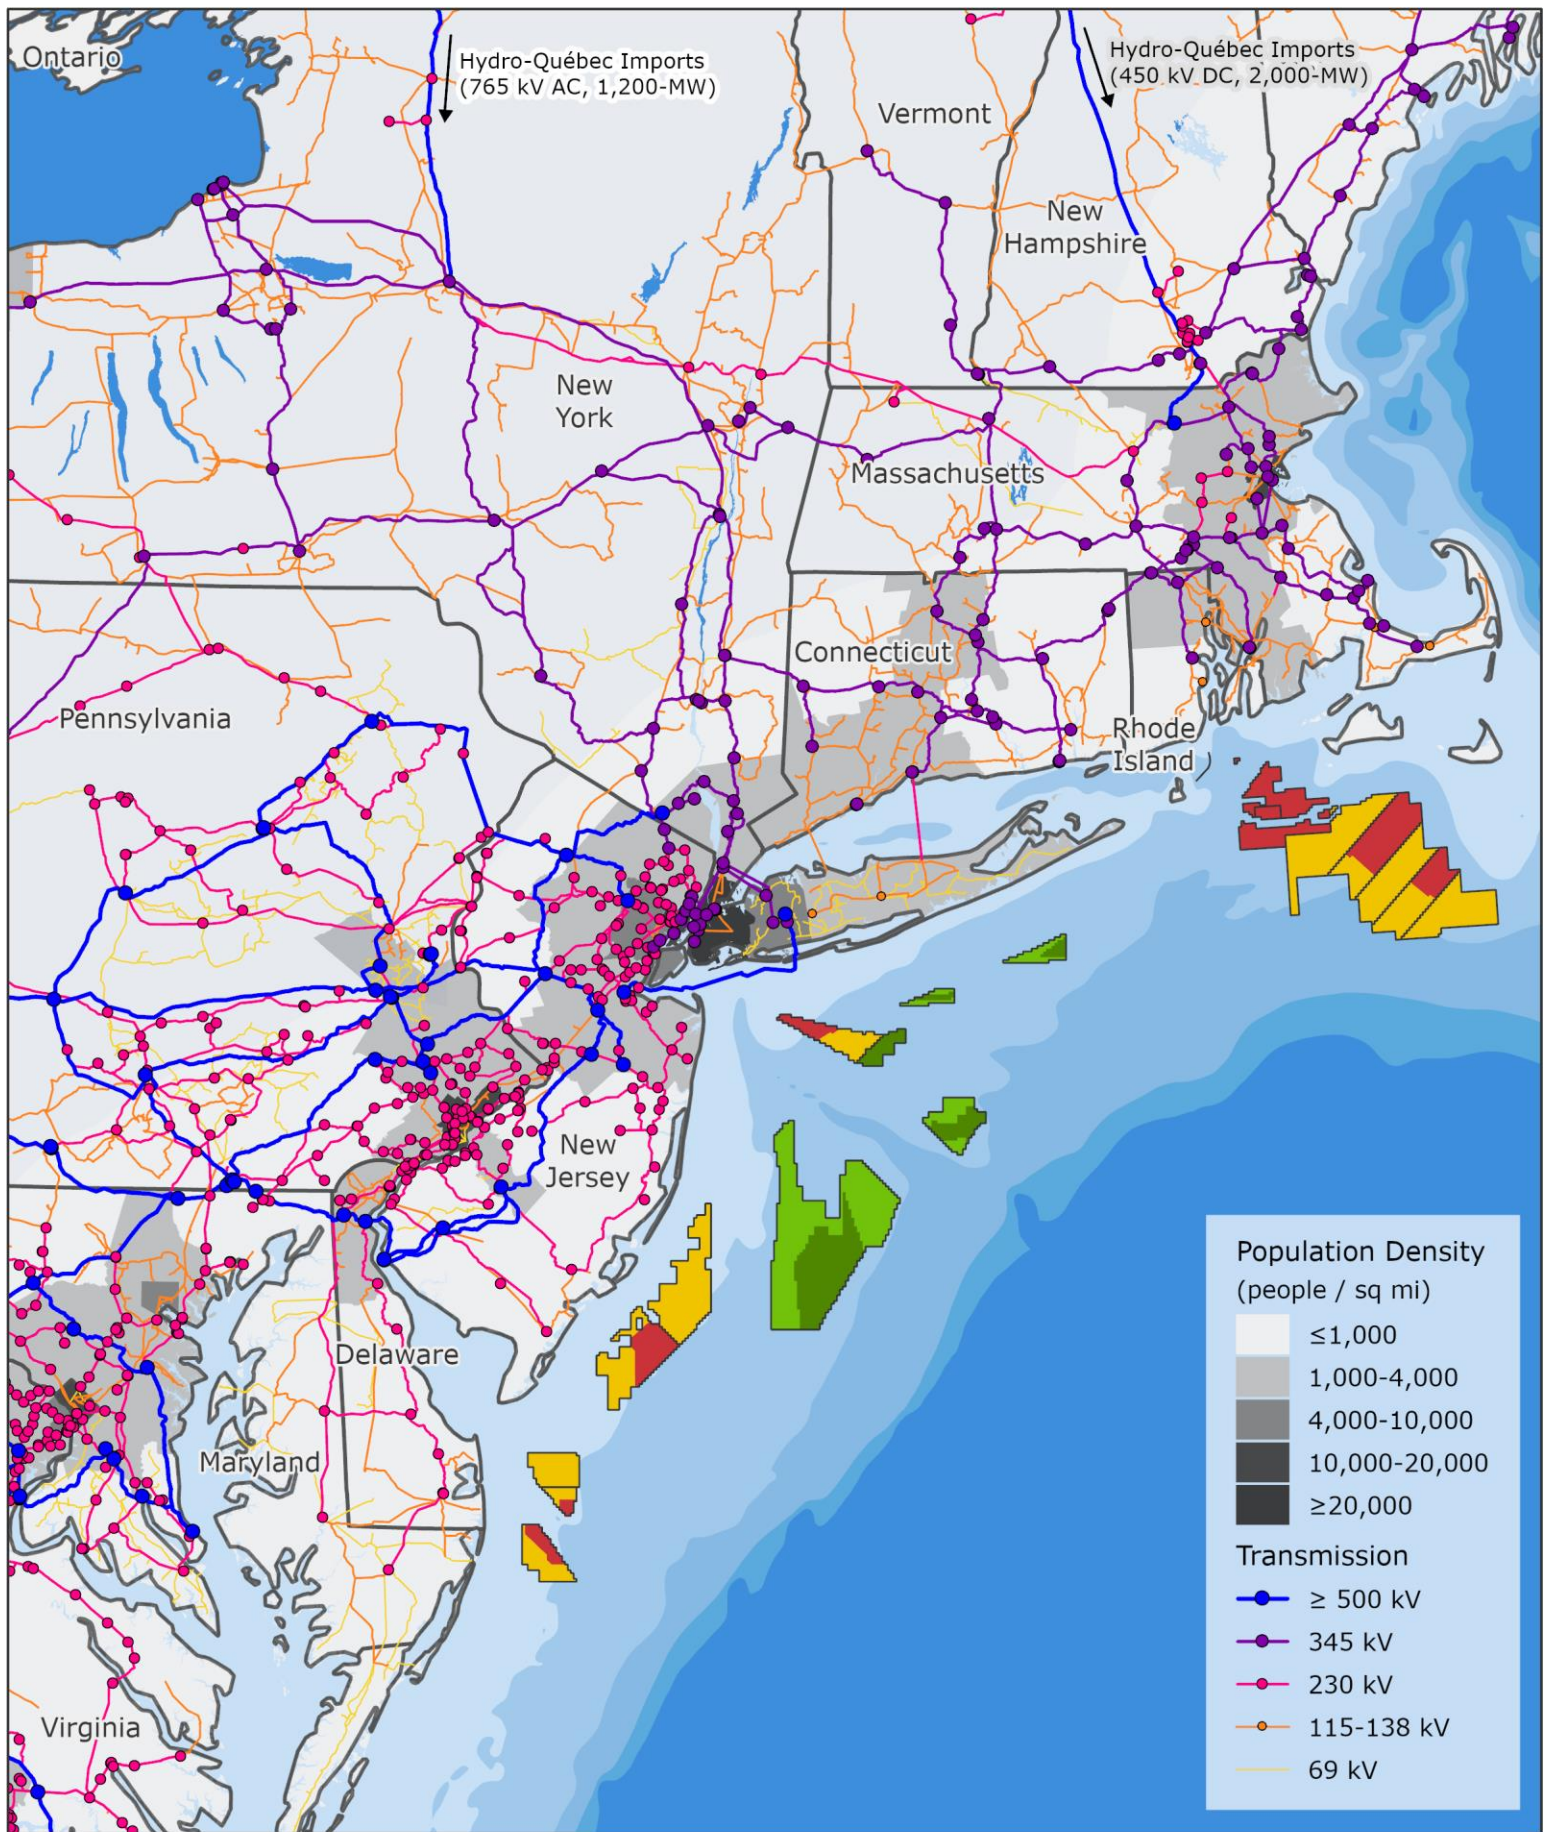 Ontario
Hydro-Québec Imports
(765 kV AC, 1,200-MW)
Hydro-Québec Imports
(450 kV DC, 2,000-MW)
Vermont
New
Hampshire
New
York
Massachusetts
Connecticut
Rhode
Island
Pennsylvania
New
Jersey
Delaware
Maryland
Virginia
Population Density
(people / sq mi)
≤1,000
1,000-4,000
4,000-10,000
10,000-20,000
≥20,000
Transmission
≥ 500 kV
345 kV
230 kV
115-138 kV
69 kV